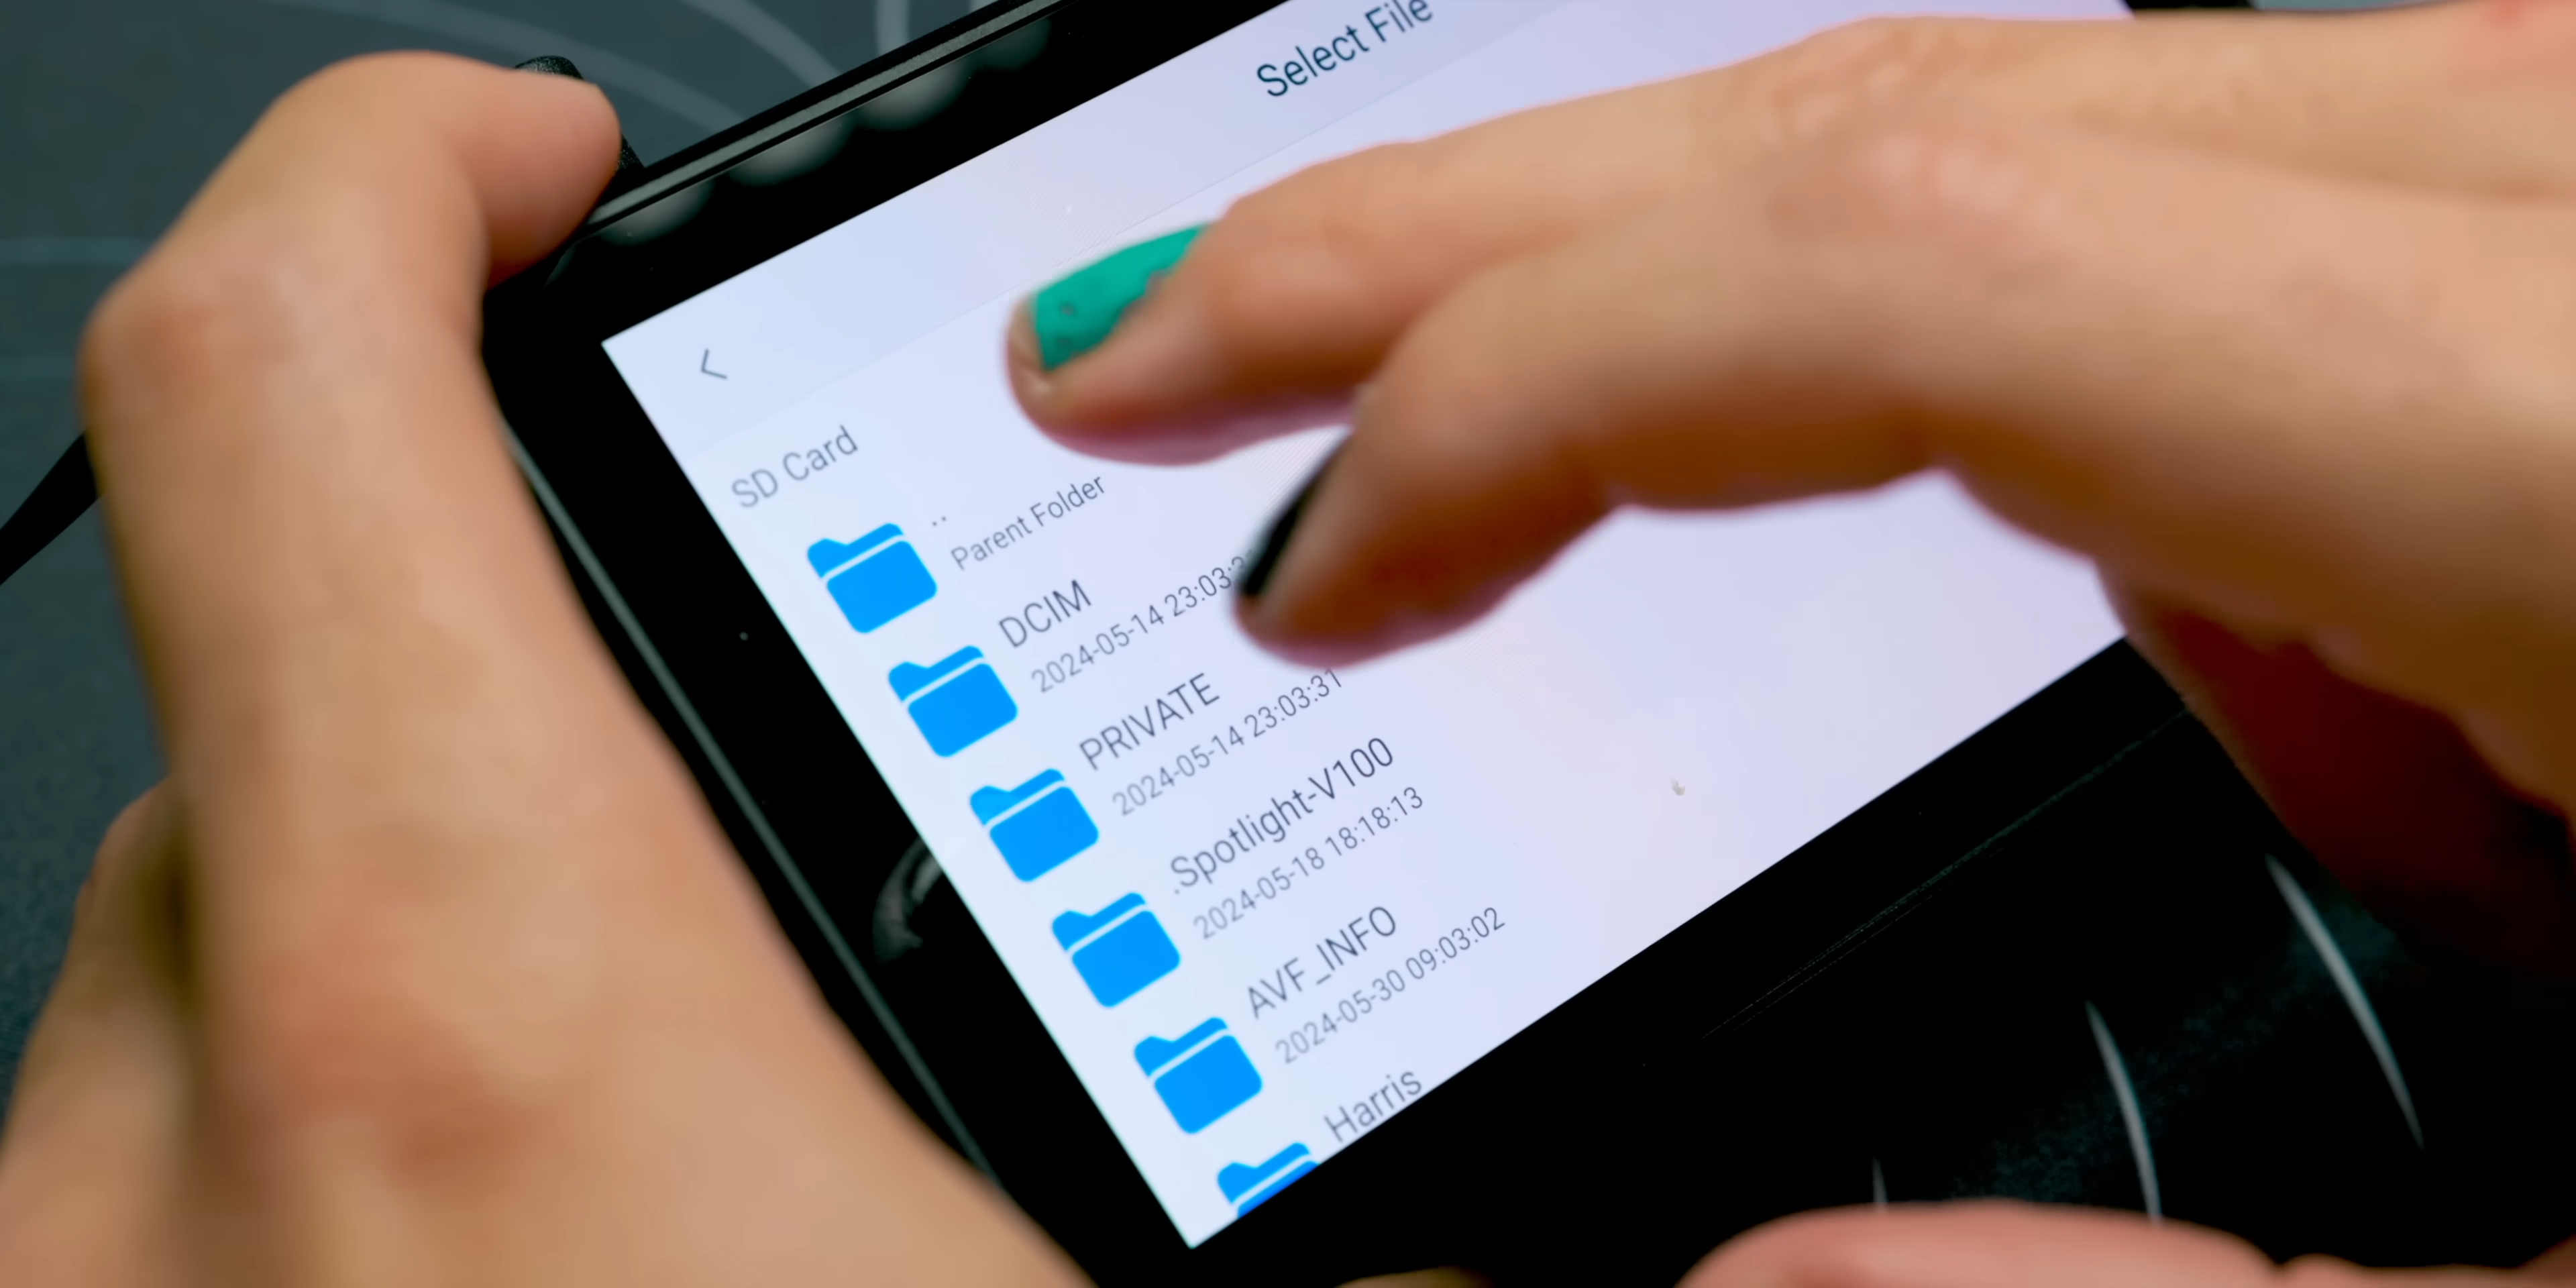 Select File
SD Card
..
Parent Folder
DCIM
2024-05-14 23:03:3
PRIVATE
2024-05-14 23:03:31
.Spotlight-V100
2024-05-18 18:18:13
AVF_INFO
2024-05-30 09:03:02
Harris